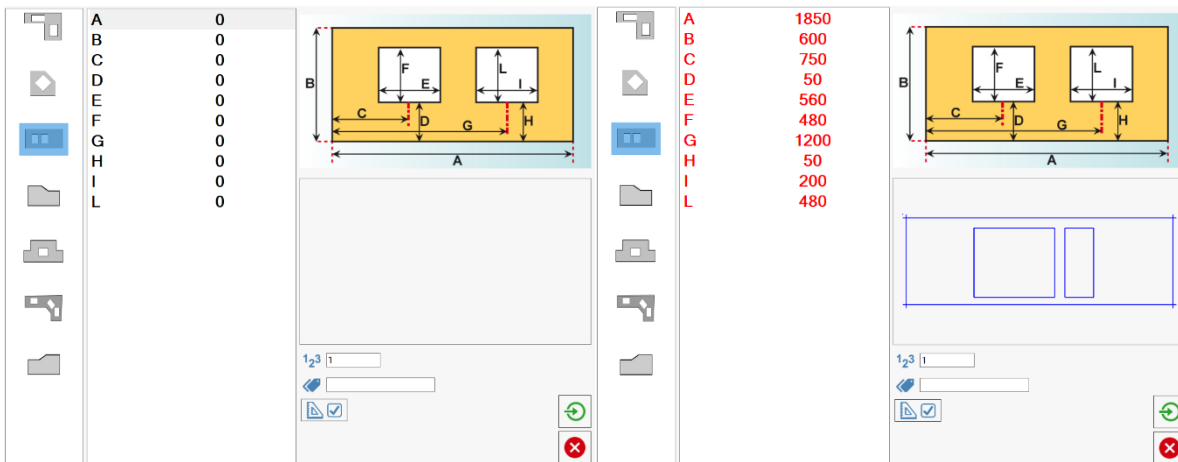 A 0
B 0
C 0
D 0
E 0
F 0
G 0
H 0
I 0
L 0
B
F
E
L
I
C
D
G
H
A
123
1
A 1850
B 600
C 750
D 50
E 560
F 480
G 1200
H 50
I 200
L 480
B
F
E
L
I
C
D
G
H
A
123
1